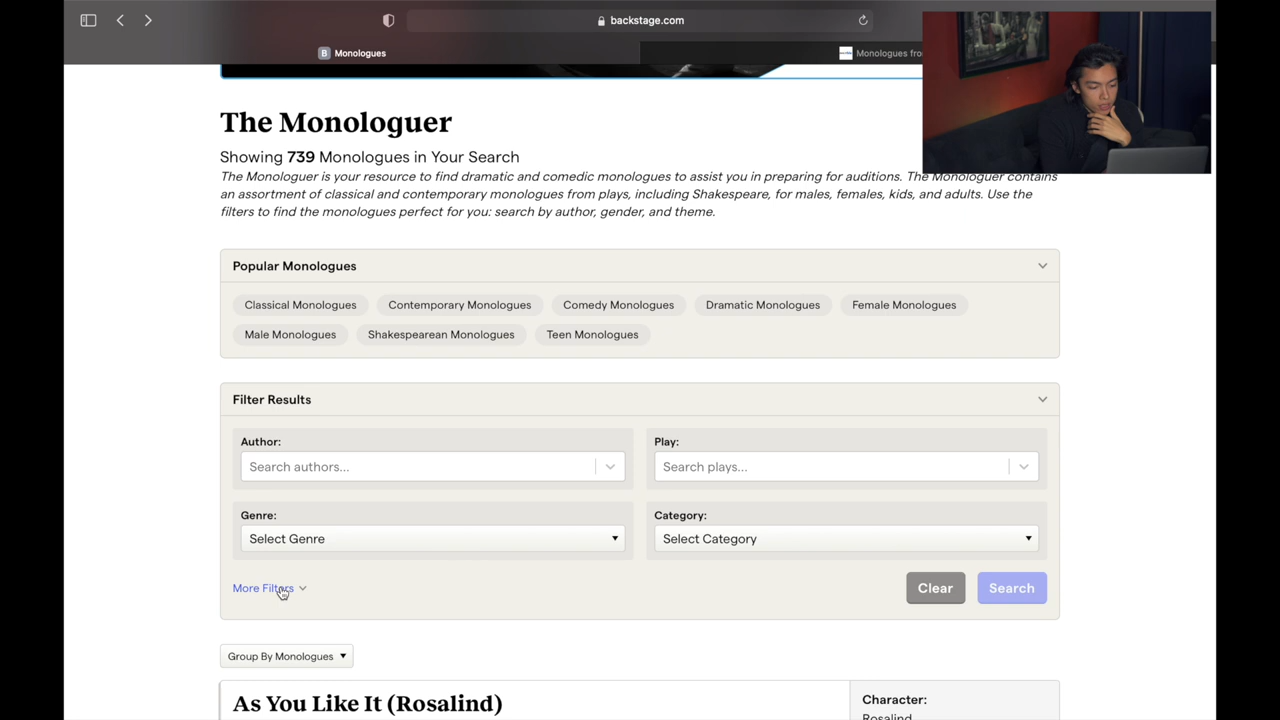 backstage.com
B Monologues
Monologues fro
The Monologuer
Showing 739 Monologues in Your Search
The Monologuer is your resource to find dramatic and comedic monologues to assist you in preparing for auditions. The Monologuer contains
an assortment of classical and contemporary monologues from plays, including Shakespeare, for males, females, kids, and adults. Use the
filters to find the monologues perfect for you: search by author, gender, and theme.
Popular Monologues
Classical Monologues Contemporary Monologues Comedy Monologues Dramatic Monologues Female Monologues
Male Monologues Shakespearean Monologues Teen Monologues
Filter Results
Author: Play:
Search authors... Search plays...
Genre: Category:
Select Genre Select Category
More Filters Clear Search
Group By Monologues
As You Like It (Rosalind) Character:
Rosalind